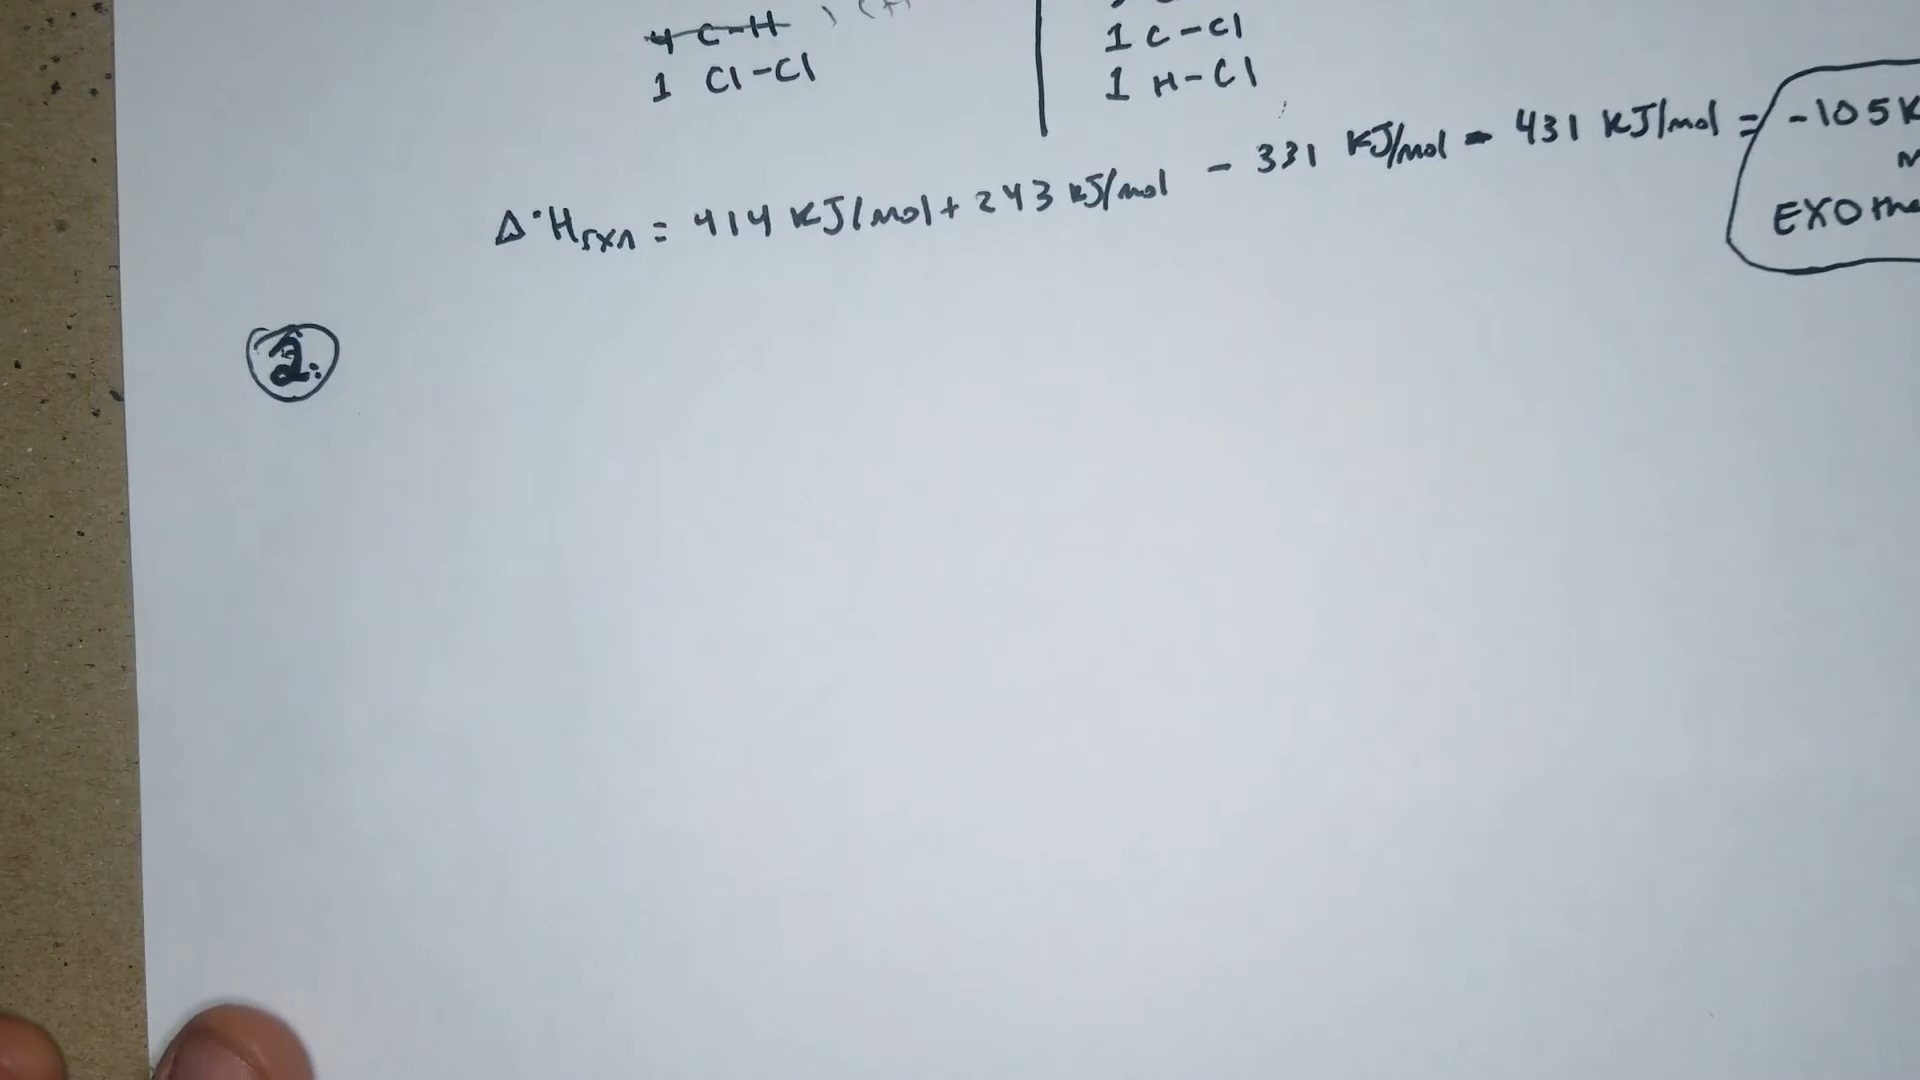 4 C-H
1 C-Cl
1 Cl-Cl
1 H-Cl
Δ°Hrxn = 414 KJ/mol + 243 KJ/mol - 331 KJ/mol - 431 KJ/mol = -105 K
EXO the
2.